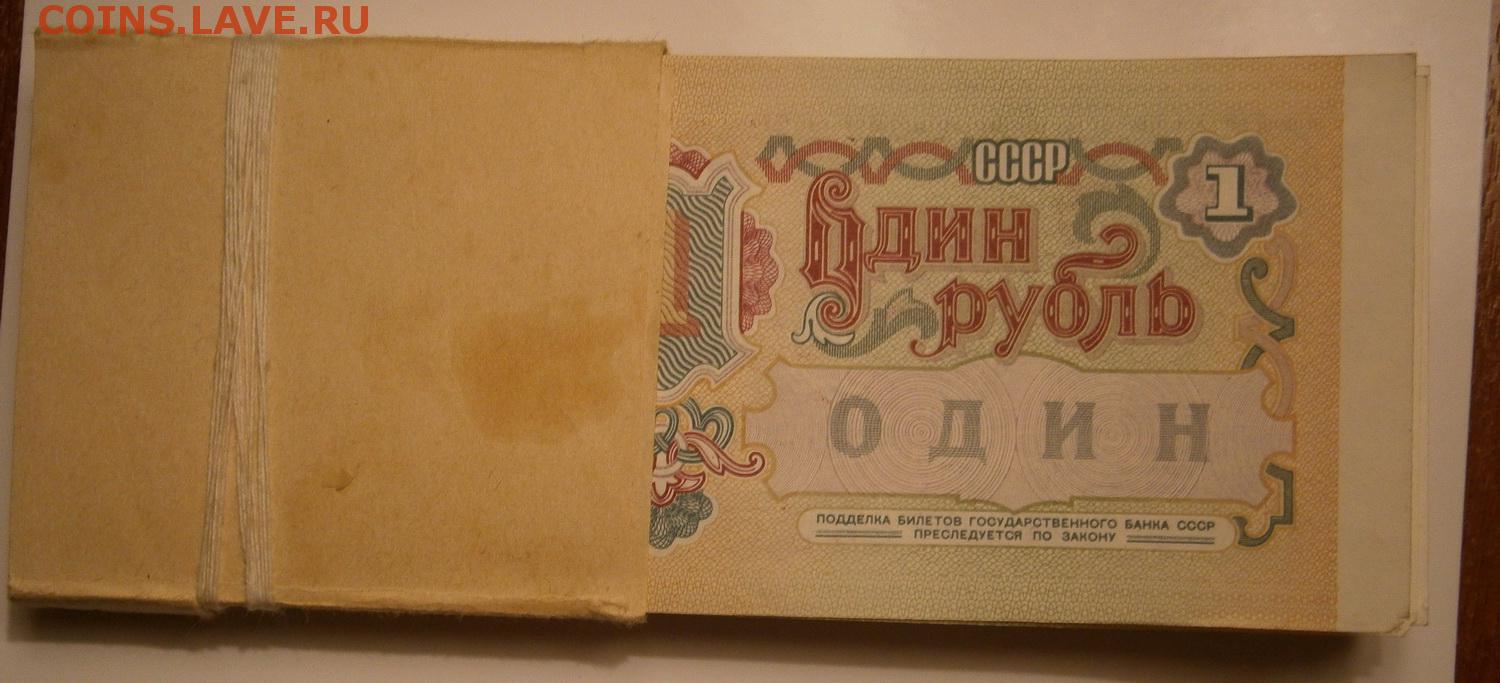 COINS.LAVE.RU
СССР
1
Один
рубль
ОДИН
ПОДДЕЛКА БИЛЕТОВ ГОСУДАРСТВЕННОГО БАНКА СССР
ПРЕСЛЕДУЕТСЯ ПО ЗАКОНУ